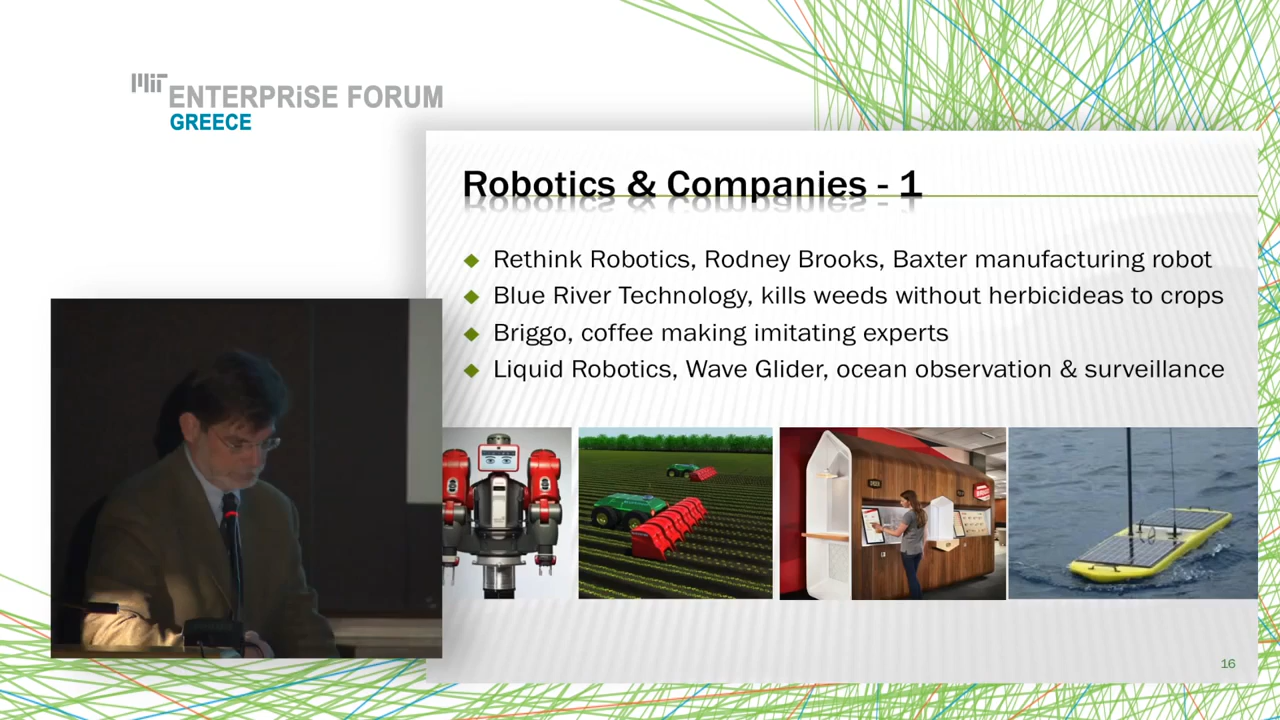 MIT
ENTERPRiSE FORUM
GREECE
Robotics & Companies - 1
Rethink Robotics, Rodney Brooks, Baxter manufacturing robot
Blue River Technology, kills weeds without herbicideas to crops
Briggo, coffee making imitating experts
Liquid Robotics, Wave Glider, ocean observation & surveillance
16